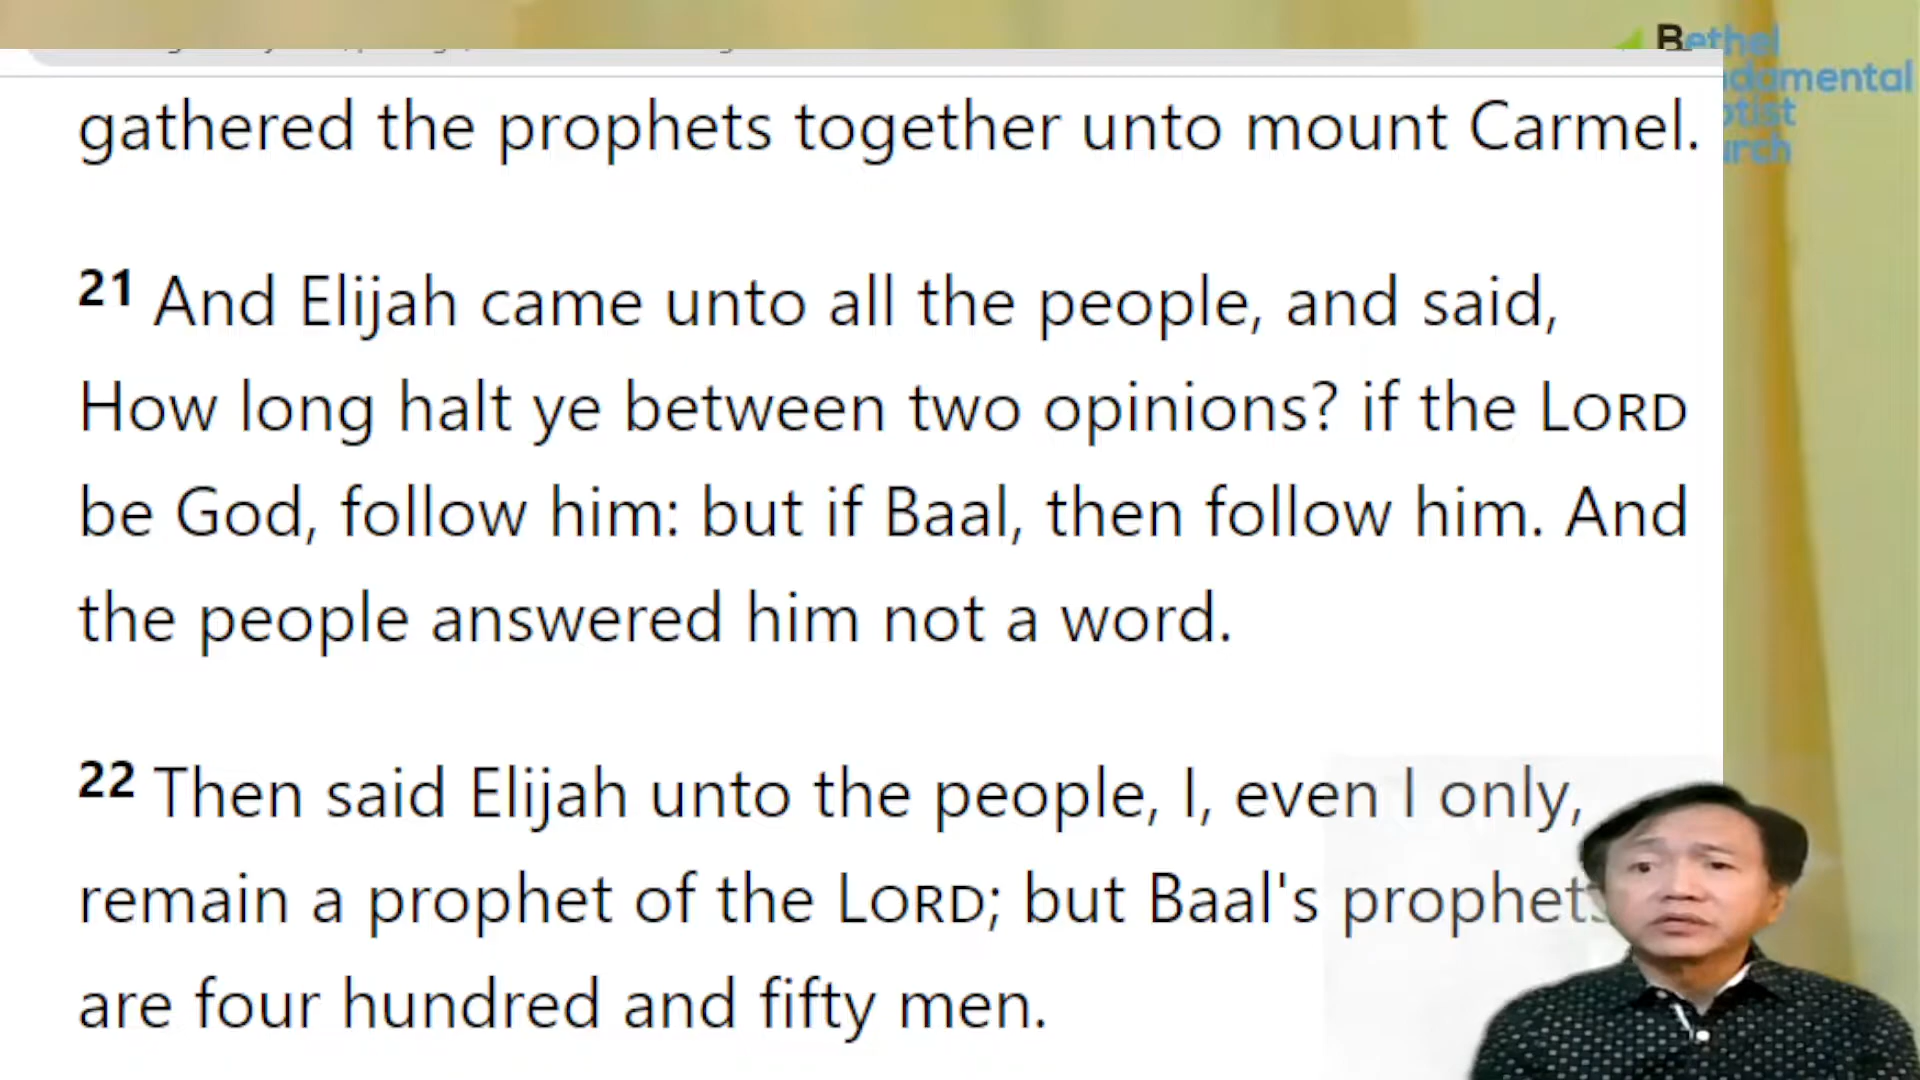 Bethel
damental
gathered the prophets together unto mount Carmel.
21 And Elijah came unto all the people, and said,
How long halt ye between two opinions? if the LORD
be God, follow him: but if Baal, then follow him. And
the people answered him not a word.
22 Then said Elijah unto the people, I, even I only,
remain a prophet of the LORD; but Baal's prophets
are four hundred and fifty men.